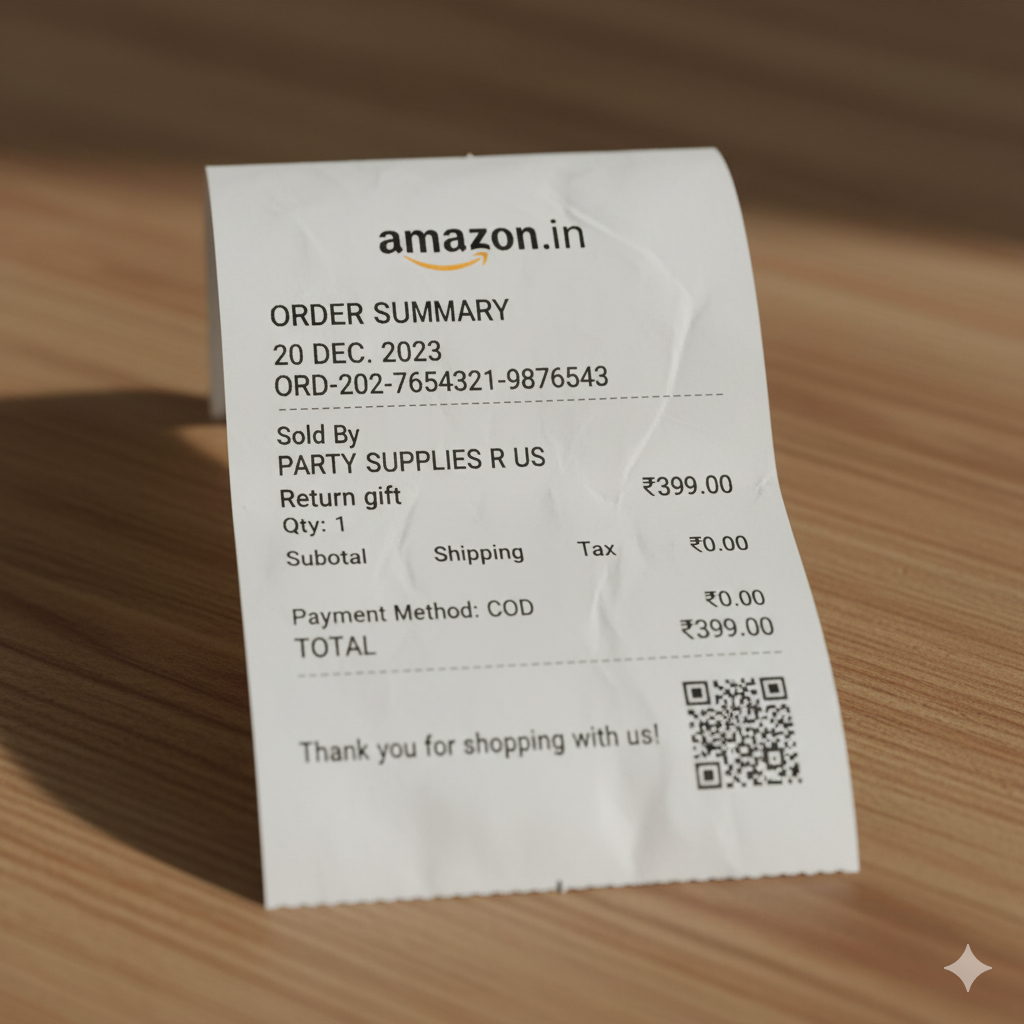 amazon.in
ORDER SUMMARY
20 DEC. 2023
ORD-202-7654321-9876543
Sold By
PARTY SUPPLIES R US
Return gift ₹399.00
Qty: 1
Subotal Shipping Tax ₹0.00
₹0.00
Payment Method: COD
TOTAL ₹399.00
Thank you for shopping with us!